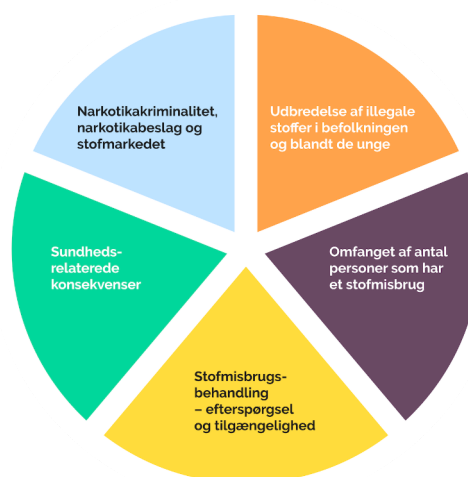 Narkotikakriminalitet,
narkotikabeslag og
stofmarkedet
Udbredelse af illegale
stoffer i befolkningen
og blandt de unge
Sundheds-
relaterede
konsekvenser
Omfanget af antal
personer som har
et stofmisbrug
Stofmisbrugs-
behandling
– efterspørgsel
og tilgængelighed